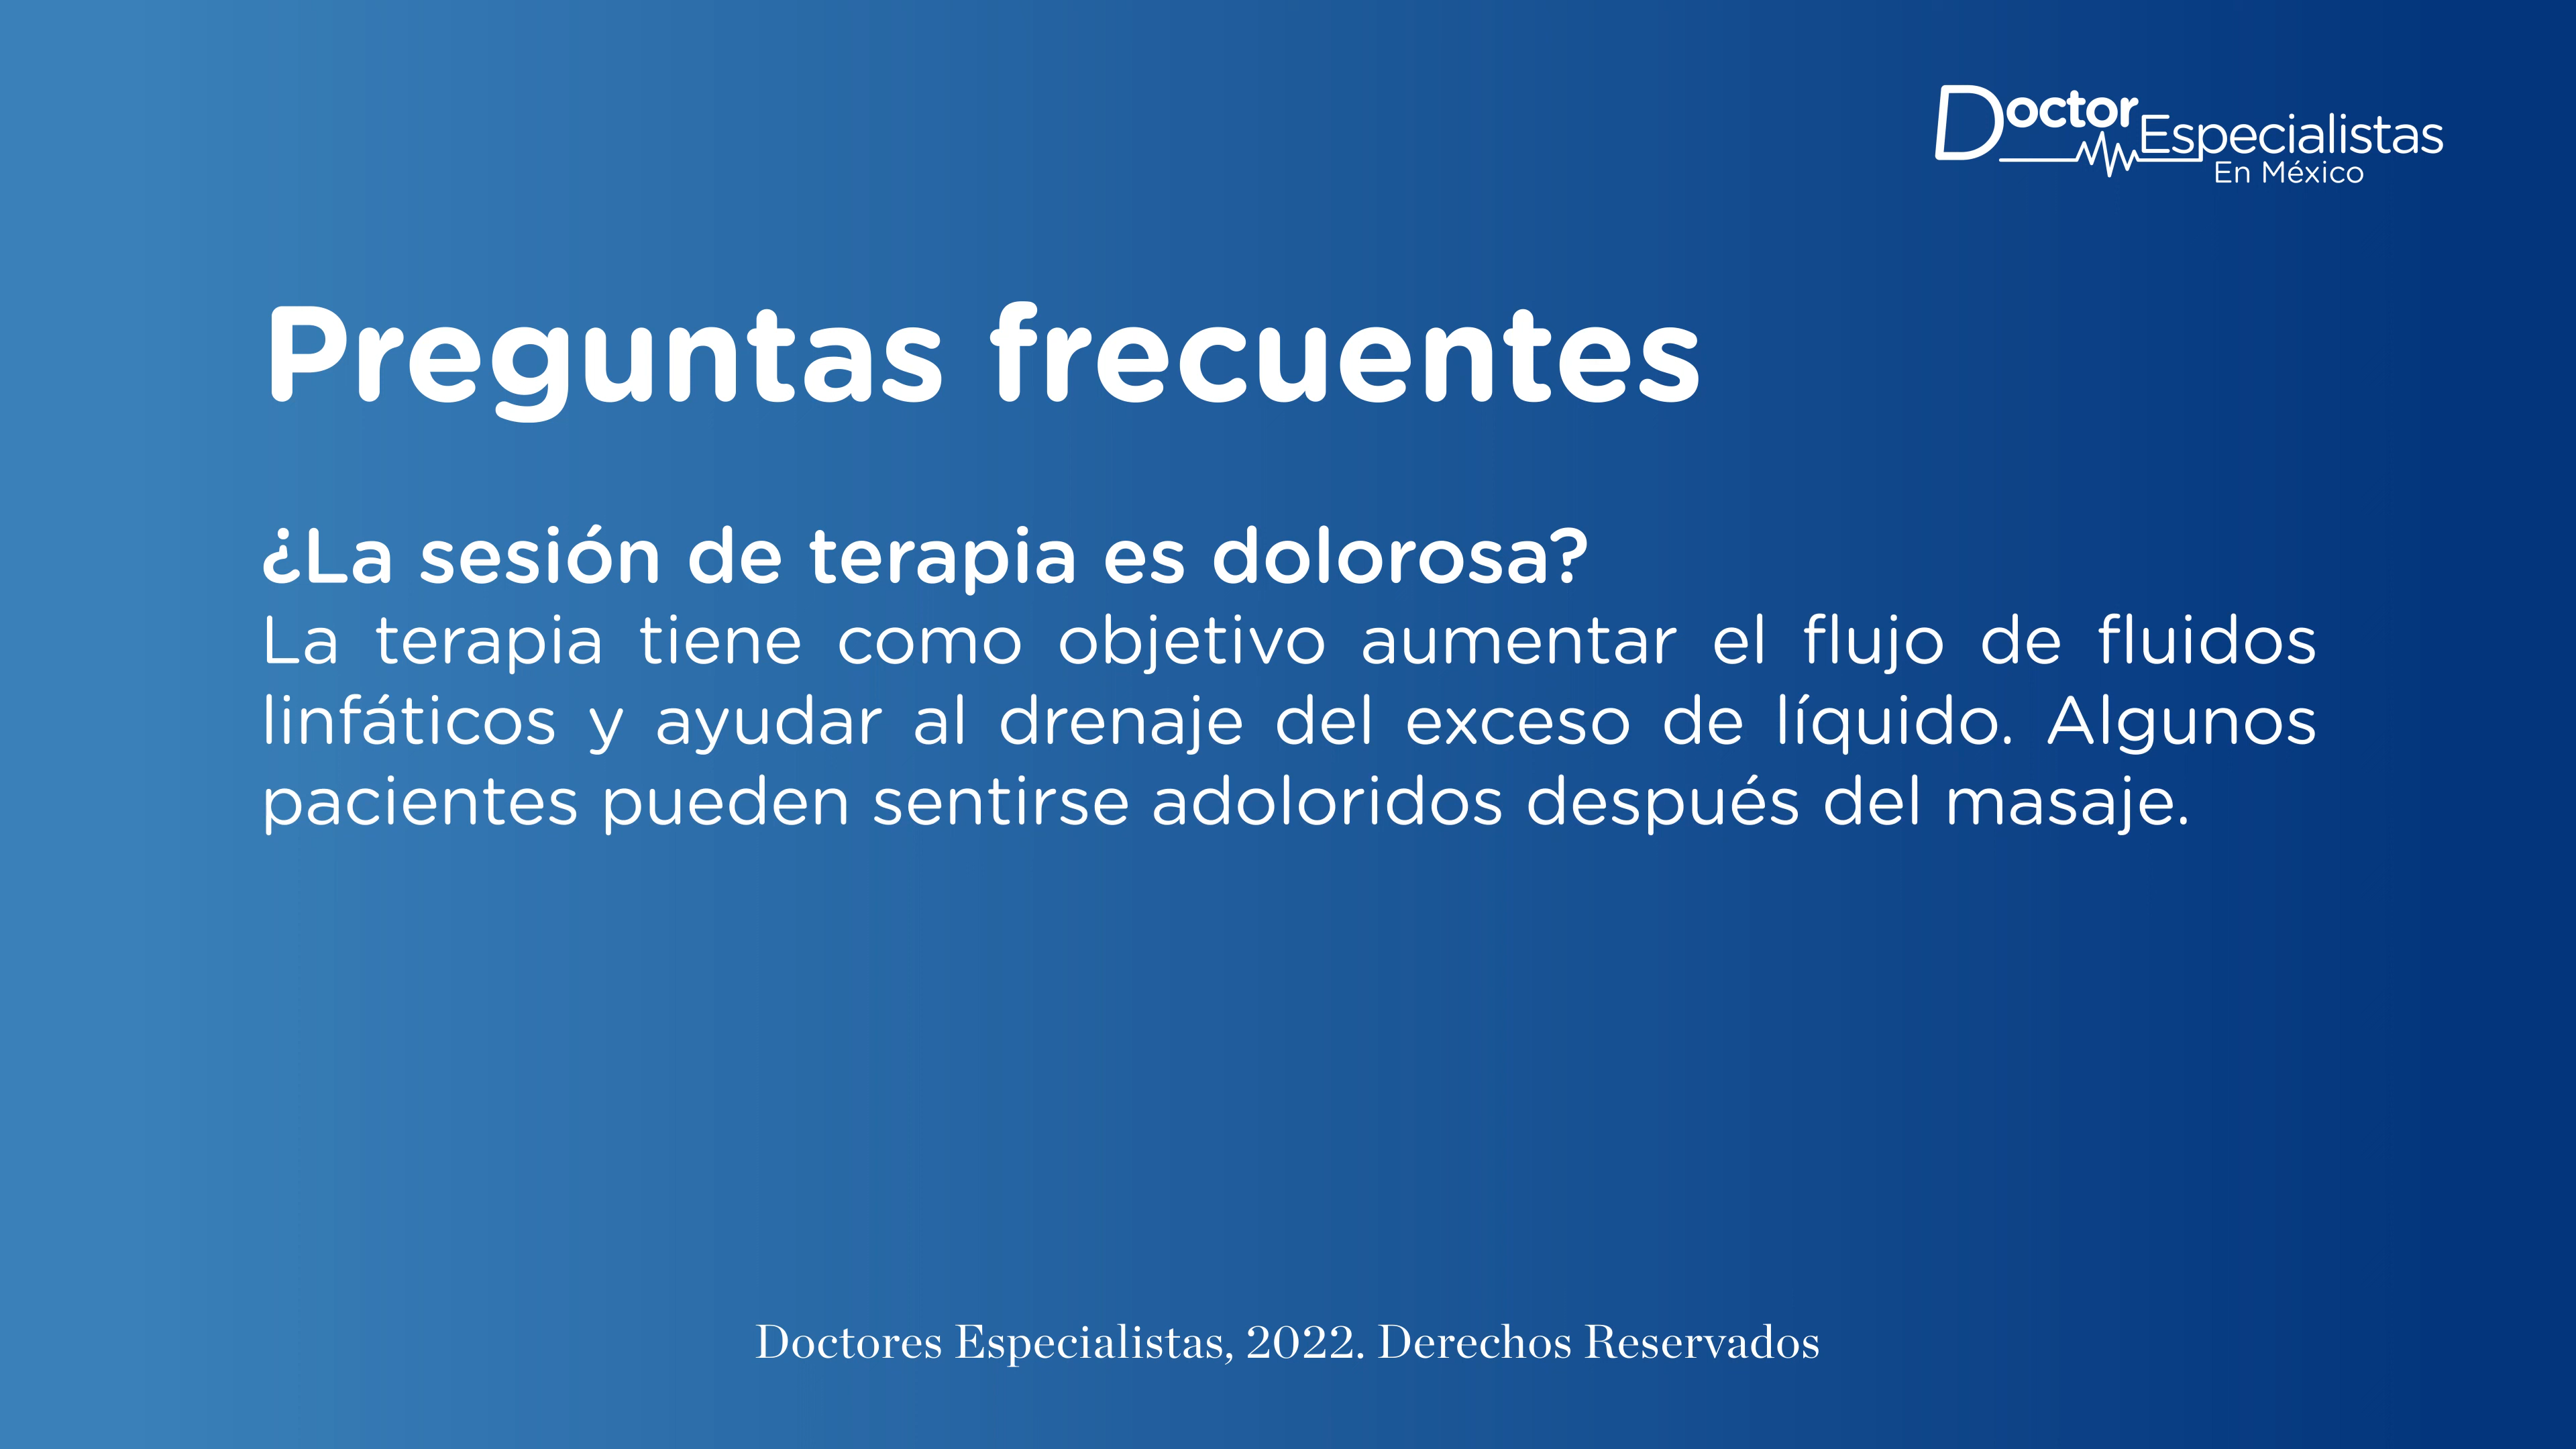 Doctor Especialistas
En México
Preguntas frecuentes
¿La sesión de terapia es dolorosa?
La terapia tiene como objetivo aumentar el flujo de fluidos
linfáticos y ayudar al drenaje del exceso de líquido. Algunos
pacientes pueden sentirse adoloridos después del masaje.
Doctores Especialistas, 2022. Derechos Reservados